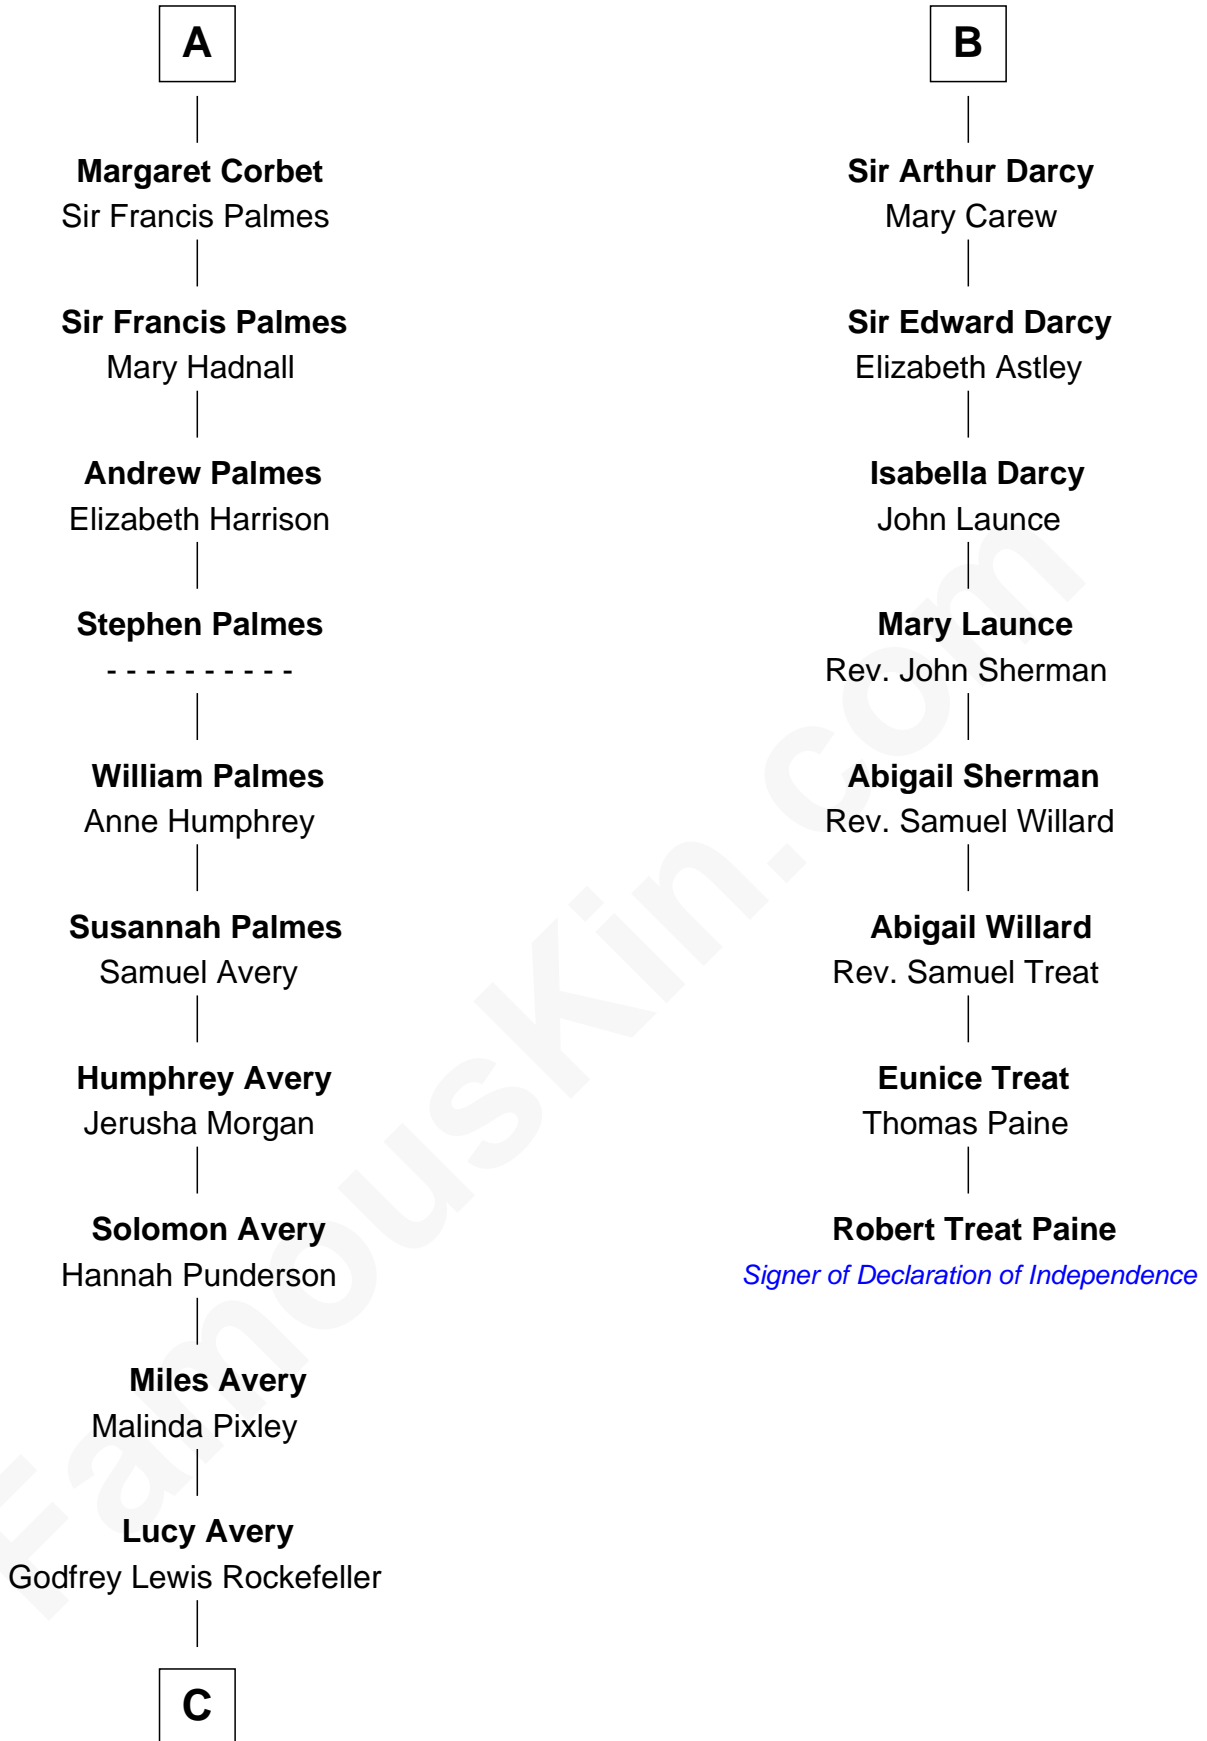 A
Margaret Corbet
Sir Francis Palmes
Sir Francis Palmes
Mary Hadnall
Andrew Palmes
Elizabeth Harrison
Stephen Palmes
- - - - - - - - - -
William Palmes
Anne Humphrey
Susannah Palmes
Samuel Avery
Humphrey Avery
Jerusha Morgan
Solomon Avery
Hannah Punderson
Miles Avery
Malinda Pixley
Lucy Avery
Godfrey Lewis Rockefeller
C
B
Sir Arthur Darcy
Mary Carew
Sir Edward Darcy
Elizabeth Astley
Isabella Darcy
John Launce
Mary Launce
Rev. John Sherman
Abigail Sherman
Rev. Samuel Willard
Abigail Willard
Rev. Samuel Treat
Eunice Treat
Thomas Paine
Robert Treat Paine
Signer of Declaration of Independence
FamousKin.com